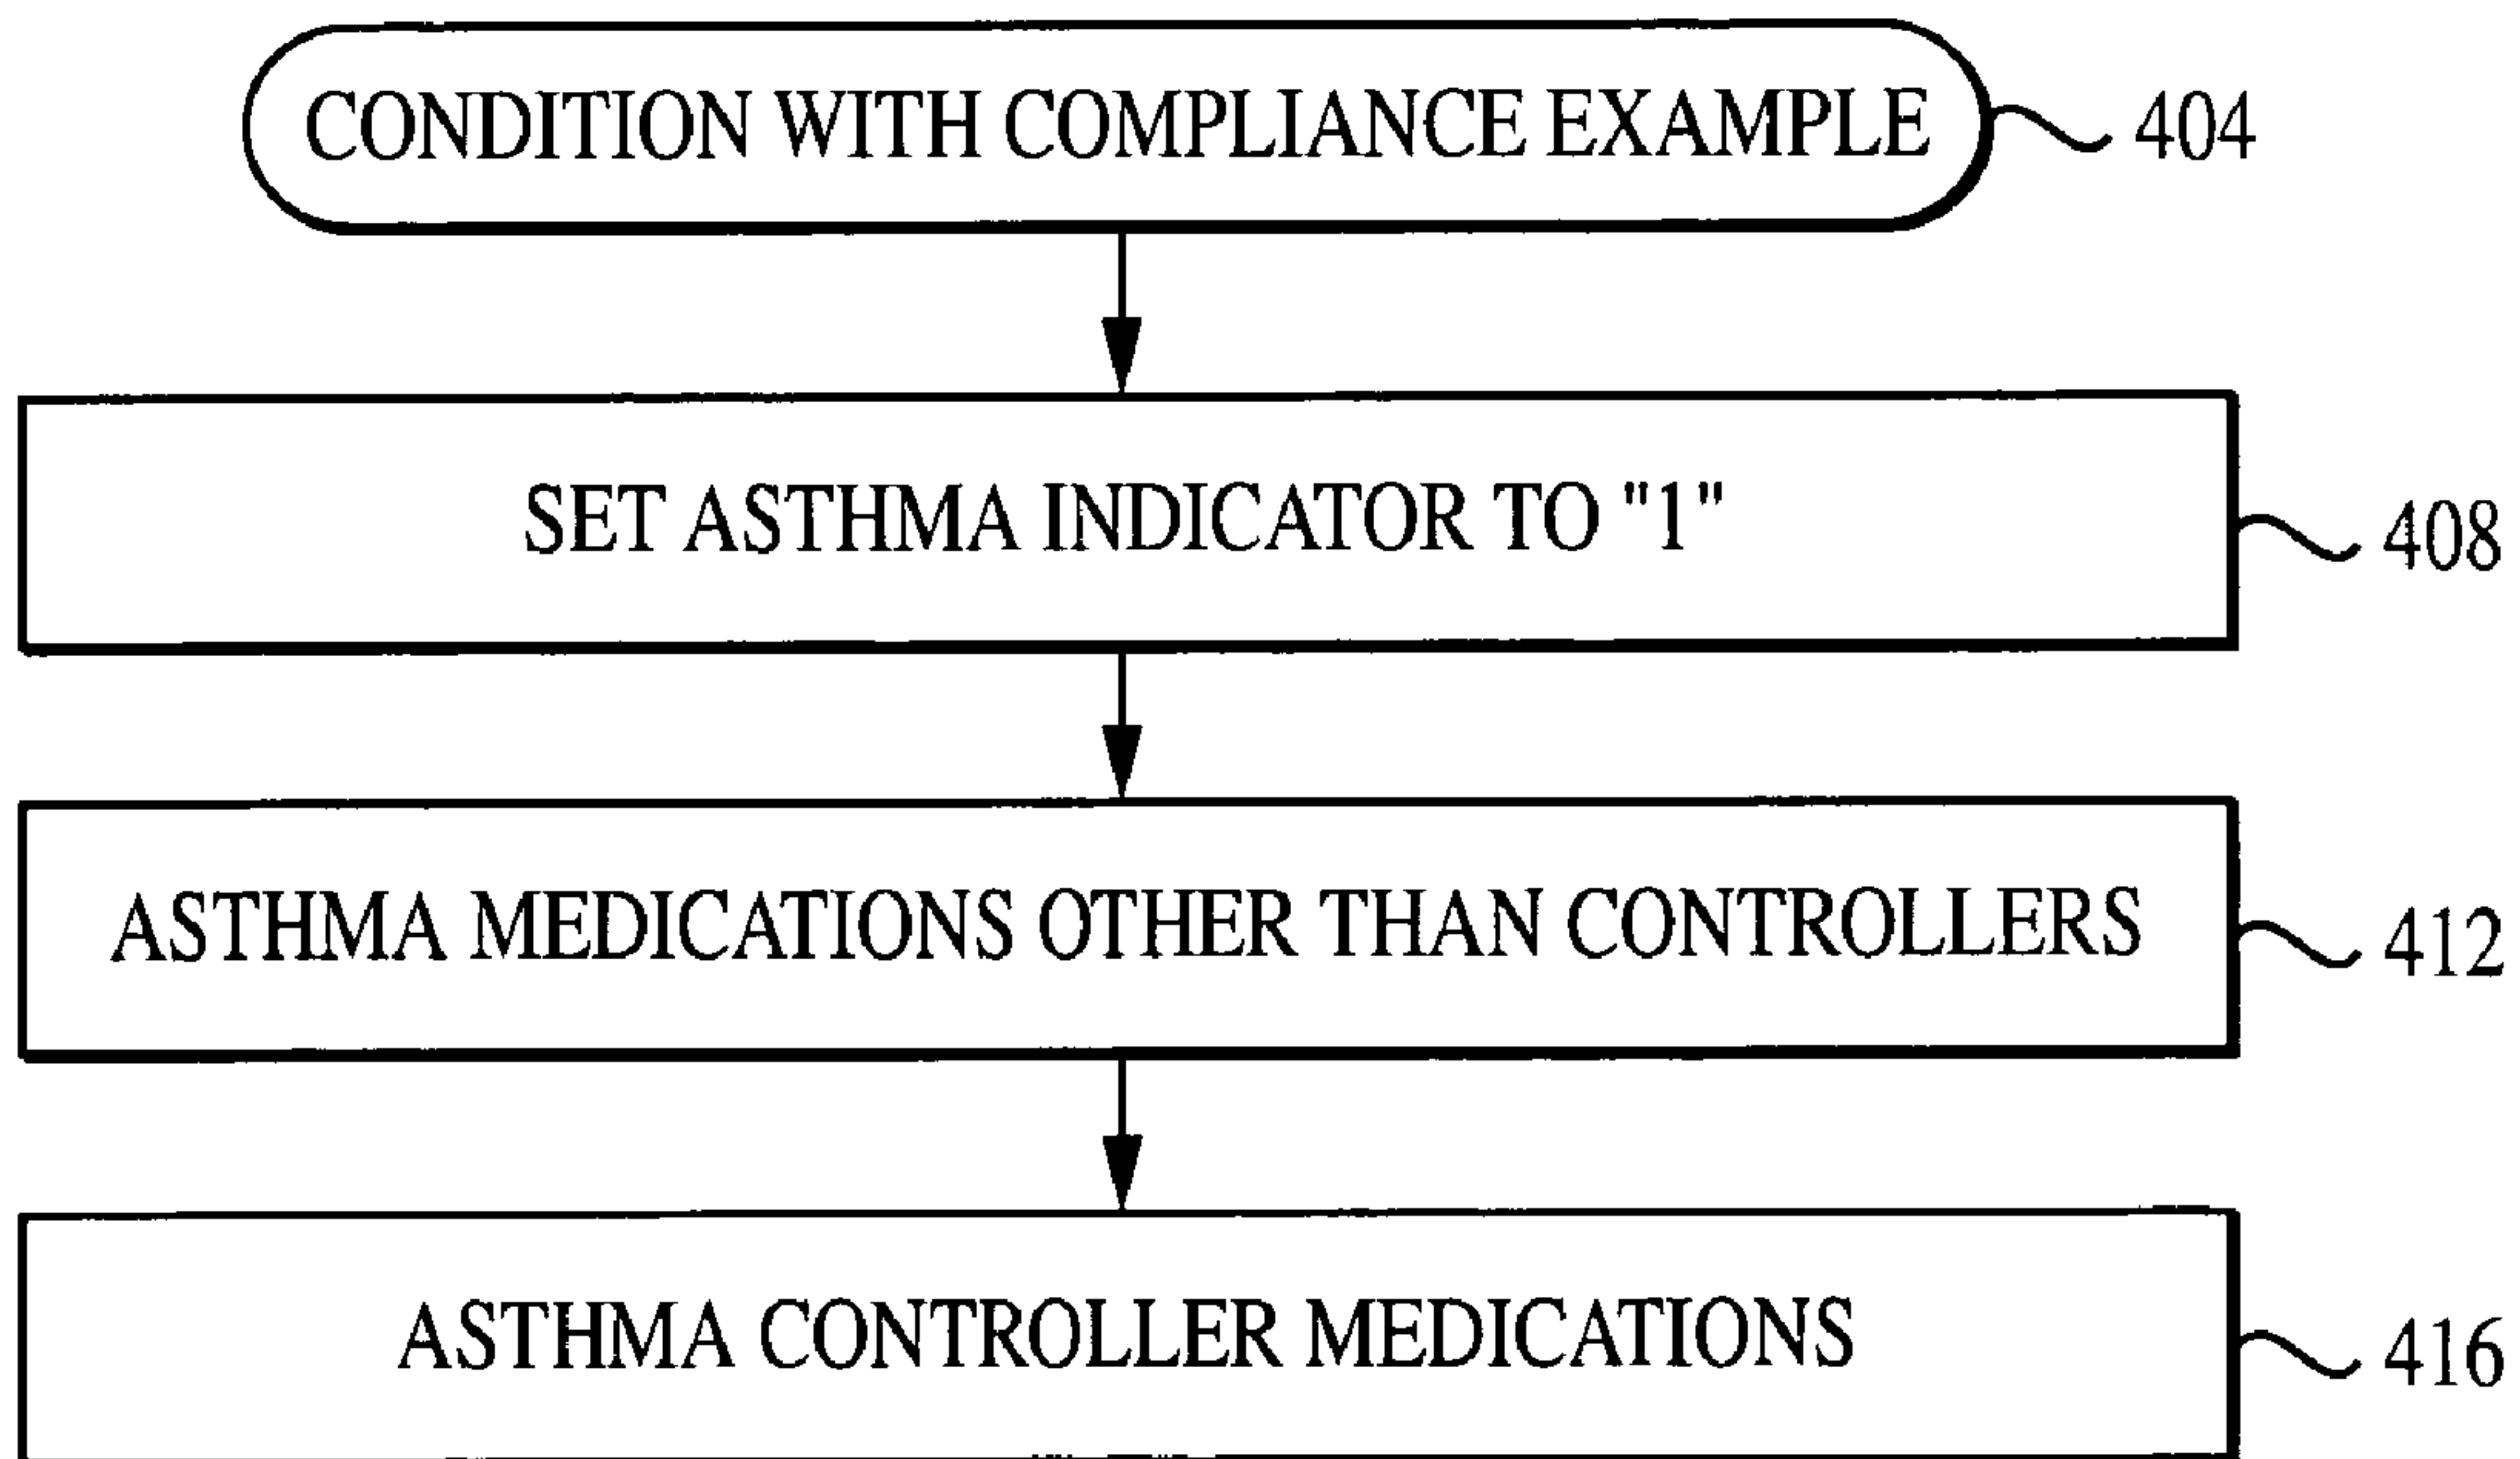 CONDITION WITH COMPLIANCE EXAMPLE
404
SET ASTHMA INDICATOR TO "1"
408
ASTHMA MEDICATIONS OTHER THAN CONTROLLERS
412
ASTHMA CONTROLLER MEDICATIONS
416